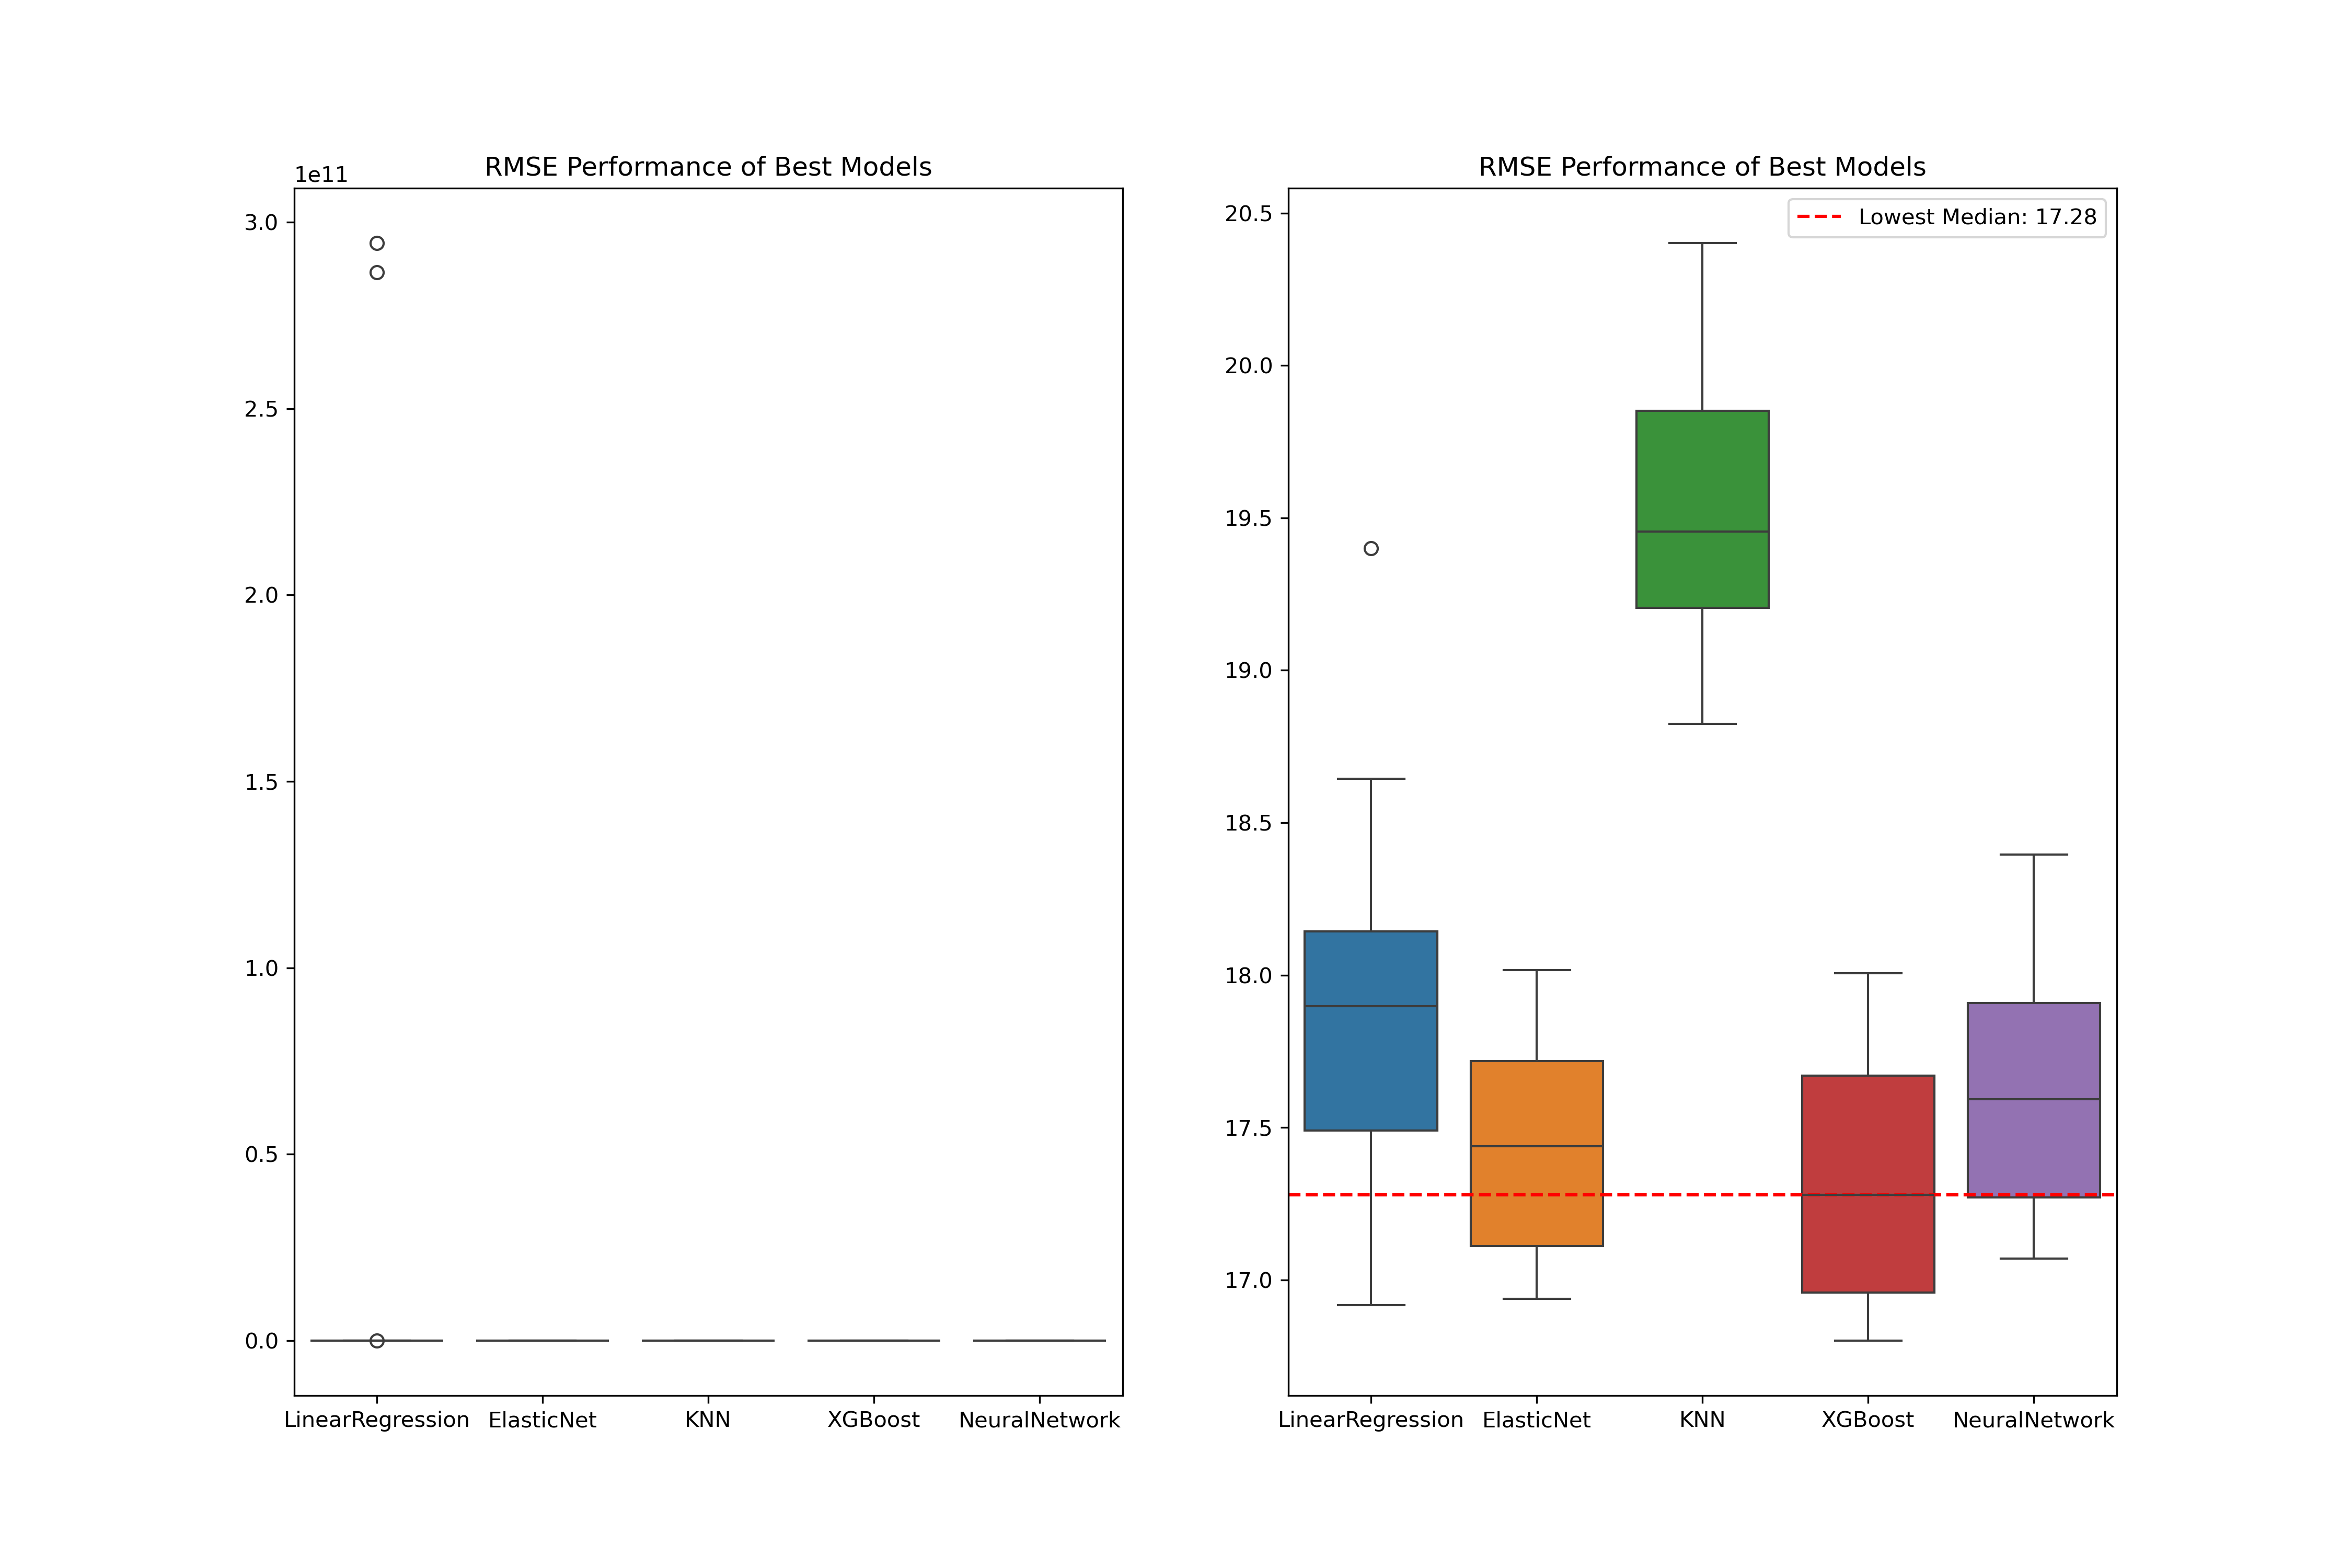 RMSE Performance of Best Models
1e11
3.0
2.5
2.0
1.5
1.0
0.5
0.0
LinearRegression ElasticNet KNN XGBoost NeuralNetwork
RMSE Performance of Best Models
Lowest Median: 17.28
20.5
20.0
19.5
19.0
18.5
18.0
17.5
17.0
LinearRegression ElasticNet KNN XGBoost NeuralNetwork